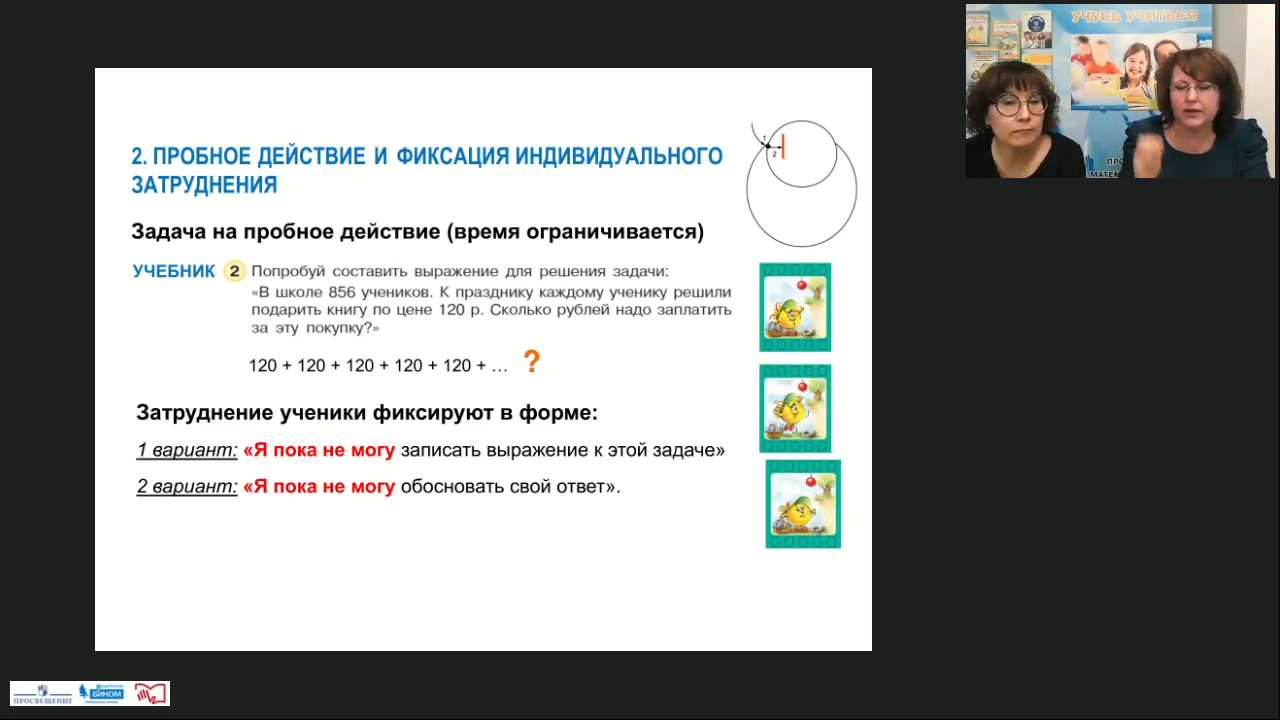 УЧУСЬ УЧИТЬСЯ
2. ПРОБНОЕ ДЕЙСТВИЕ И ФИКСАЦИЯ ИНДИВИДУАЛЬНОГО
ЗАТРУДНЕНИЯ
1
2
Задача на пробное действие (время ограничивается)
УЧЕБНИК 2 Попробуй составить выражение для решения задачи:
«В школе 856 учеников. К празднику каждому ученику решили
подарить книгу по цене 120 р. Сколько рублей надо заплатить
за эту покупку?»
120 + 120 + 120 + 120 + 120 + … ?
Затруднение ученики фиксируют в форме:
1 вариант: «Я пока не могу записать выражение к этой задаче»
2 вариант: «Я пока не могу обосновать свой ответ».
ПРОСВЕЩЕНИЕ
БИНОМ